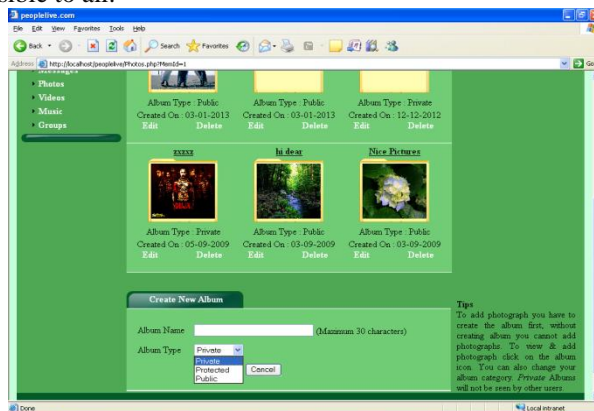 sible to all.
peoplelive.com
File Edit View Favorites Tools Help
Back Search Favorites
Address http://localhost/peoplelive/Photos.php?MemId=1 Go
Messages
Photos
Videos
Music
Groups
Album Type : Public Album Type : Public Album Type : Private
Created On : 03-01-2013 Created On : 03-01-2013 Created On : 12-12-2012
Edit Delete Edit Delete Edit Delete
zxxxz hi dear Nice Pictures
Album Type : Private Album Type : Public Album Type : Public
Created On : 05-09-2009 Created On : 03-09-2009 Created On : 03-09-2009
Edit Delete Edit Delete Edit Delete
Create New Album
Album Name (Maximum 30 characters)
Album Type Private
Private
Protected Cancel
Public
Tips
To add photograph you have to
create the album first, without
creating album you cannot add
photographs. To view & add
photograph click on the album
icon. You can also change your
album category. Private Albums
will not be seen by other users.
Done Local intranet